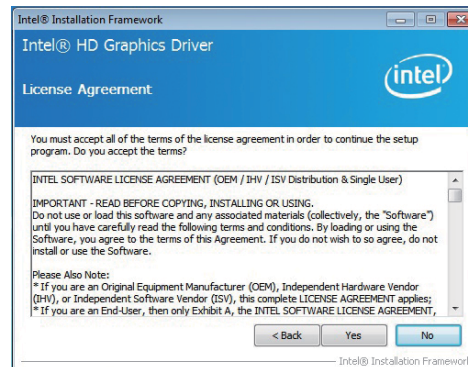 Intel® Installation Framework
Intel® HD Graphics Driver
intel
License Agreement
You must accept all of the terms of the license agreement in order to continue the setup
program. Do you accept the terms?
INTEL SOFTWARE LICENSE AGREEMENT (OEM / IHV / ISV Distribution & Single User)
IMPORTANT - READ BEFORE COPYING, INSTALLING OR USING.
Do not use or load this software and any associated materials (collectively, the "Software")
until you have carefully read the following terms and conditions. By loading or using the
Software, you agree to the terms of this Agreement. If you do not wish to so agree, do not
install or use the Software.
Please Also Note:
* If you are an Original Equipment Manufacturer (OEM), Independent Hardware Vendor
(IHV), or Independent Software Vendor (ISV), this complete LICENSE AGREEMENT applies;
* If you are an End-User, then only Exhibit A, the INTEL SOFTWARE LICENSE AGREEMENT,
< Back Yes No
Intel® Installation Framework